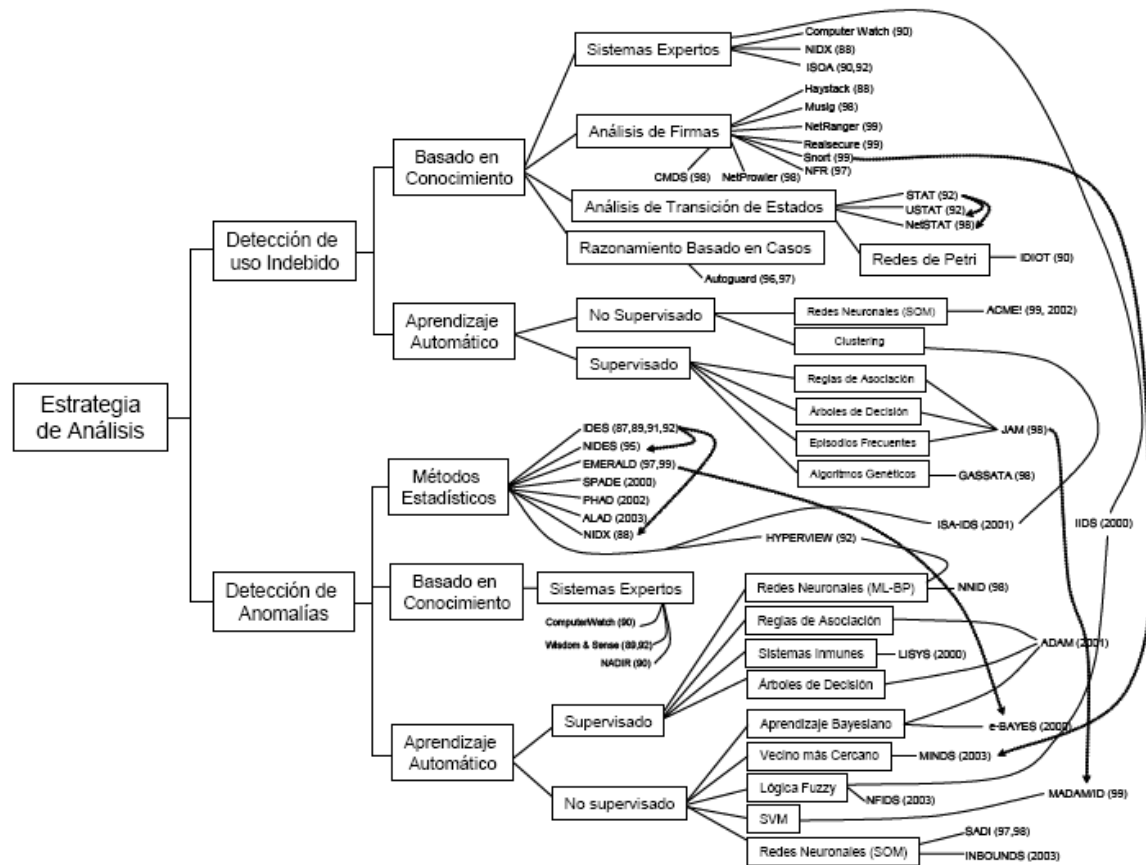 Estrategia
de Análisis
Detección de
uso Indebido
Basado en
Conocimiento
Sistemas Expertos
Computer Watch (90)
NIDX (88)
ISOA (90,92)
Análisis de Firmas
Haystack (88)
Musig (98)
NetRanger (99)
Realsecure (99)
Snort (99)
NFR (97)
CMDS (98)
NetProwler (98)
Análisis de Transición de Estados
STAT (92)
USTAT (92)
NetSTAT (98)
Redes de Petri
IDIOT (90)
Razonamiento Basado en Casos
Autoguard (96,97)
Aprendizaje
Automático
No Supervisado
Redes Neuronales (SOM)
ACME! (99, 2002)
Clustering
Supervisado
Reglas de Asociación
Árboles de Decisión
Episodios Frecuentes
JAM (98)
Algoritmos Genéticos
GASSATA (98)
Detección de
Anomalías
Métodos
Estadísticos
IDES (87,89,91,92)
NIDES (95)
EMERALD (97,99)
SPADE (2000)
PHAD (2002)
ALAD (2003)
NIDX (88)
ISA-IDS (2001)
IIDS (2000)
HYPERVIEW (92)
Basado en
Conocimiento
Sistemas Expertos
ComputerWatch (90)
Wisdom & Sense (89,92)
NADIR (90)
Aprendizaje
Automático
Supervisado
Redes Neuronales (ML-BP)
NNID (98)
Reglas de Asociación
Sistemas Inmunes
LISYS (2000)
Árboles de Decisión
ADAM (2001)
No supervisado
Aprendizaje Bayesiano
e-BAYES (2000)
Vecino más Cercano
MINDS (2003)
Lógica Fuzzy
NFIDS (2003)
SVM
MADAM/ID (99)
Redes Neuronales (SOM)
SADI (97,98)
INBOUNDS (2003)